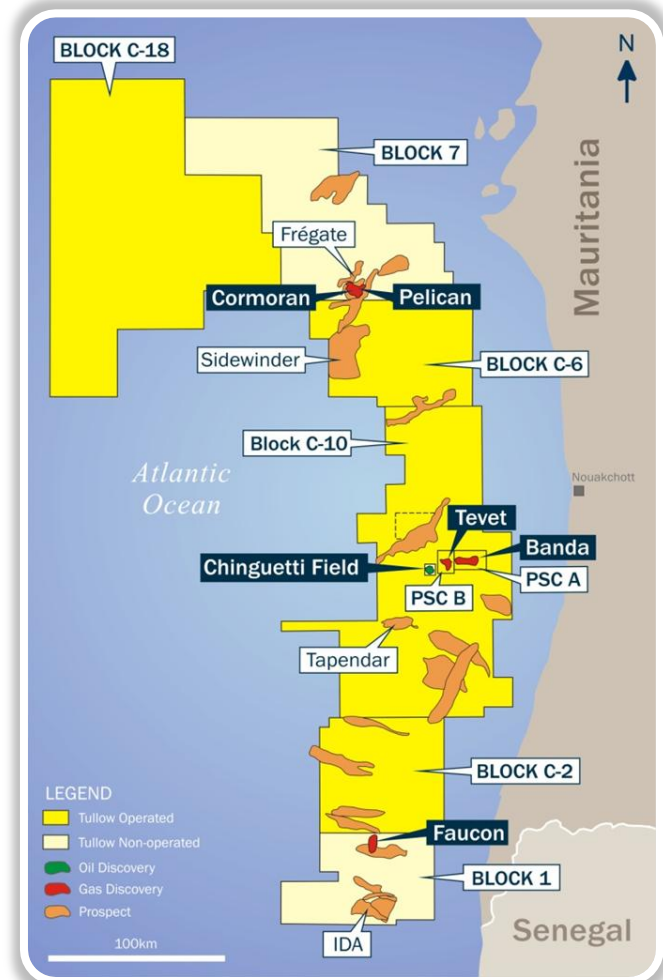 BLOCK C-18
N
BLOCK 7
Mauritania
Frégate
Cormoran
Pelican
Sidewinder
BLOCK C-6
Block C-10
Atlantic
Ocean
Nouakchott
Tevet
Banda
Chinguetti Field
PSC A
PSC B
Tapendar
BLOCK C-2
LEGEND
Tullow Operated
Tullow Non-operated
Oil Discovery
Gas Discovery
Prospect
Faucon
BLOCK 1
Senegal
IDA
100km